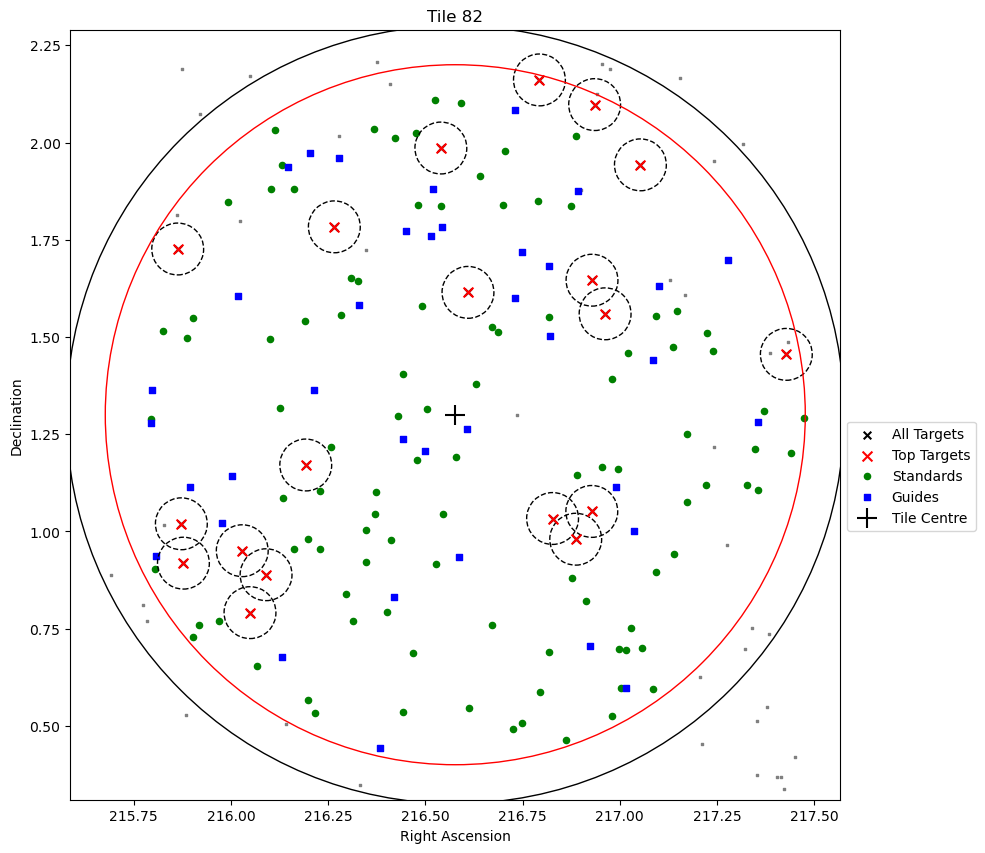 Tile 82
2.25
2.00
1.75
1.50
1.25
1.00
0.75
0.50
Declination
215.75
216.00
216.25
216.50
216.75
217.00
217.25
217.50
Right Ascension
All Targets
Top Targets
Standards
Guides
Tile Centre